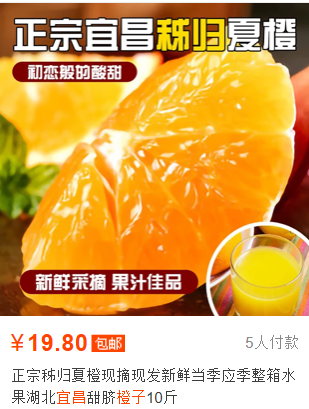 正宗宜昌秭归夏橙
初恋般的酸甜
新鲜采摘 果汁佳品
￥19.80 包邮 5人付款
正宗秭归夏橙现摘现发新鲜当季应季整箱水
果湖北宜昌甜脐橙子10斤